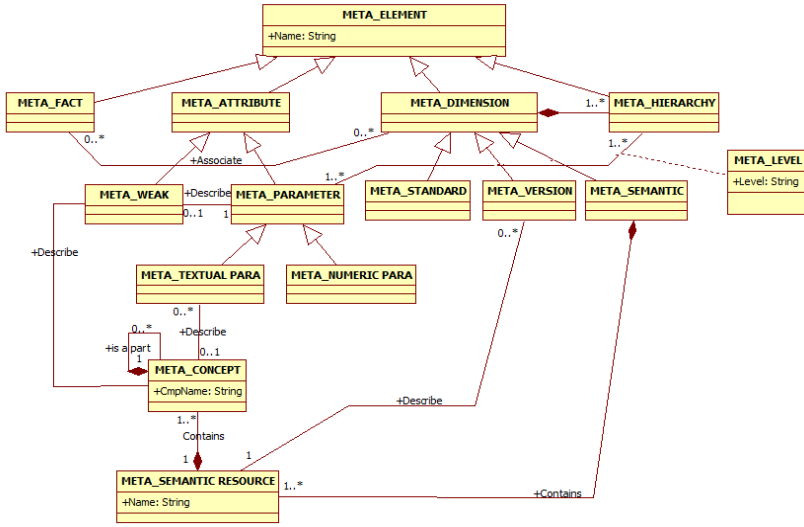 META_ELEMENT
+Name: String
META_FACT
META_ATTRIBUTE
META_DIMENSION
1..*
META_HIERARCHY
0..*
0..*
1..*
+Associate
META_LEVEL
+Level: String
META_WEAK
+Describe
0..1
1
META_PARAMETER
1..*
META_STANDARD
META_VERSION
META_SEMANTIC
0..*
+Describe
META_TEXTUAL PARA
META_NUMERIC PARA
0..*
+Describe
0..1
0..*
+is a part
1
META_CONCEPT
+CmpName: String
1..*
Contains
1
+Describe
1
META_SEMANTIC RESOURCE
+Name: String
1..*
+Contains